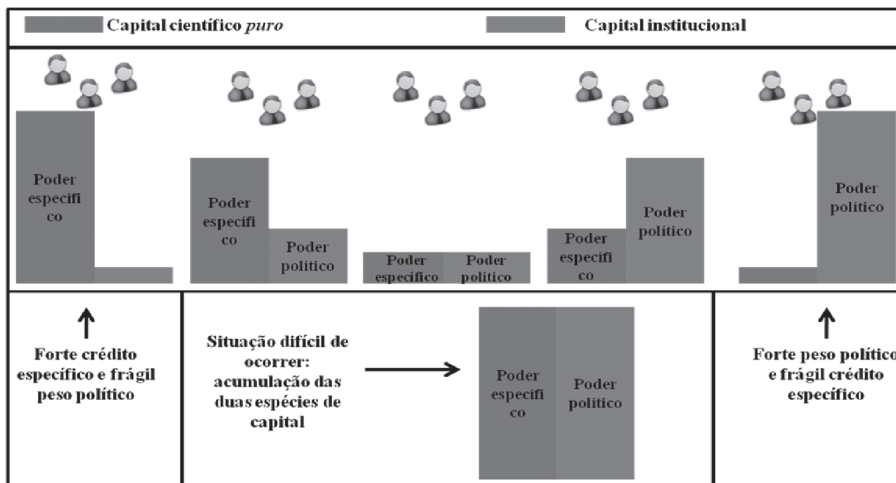 Capital científico puro
Capital institucional
Poder
específi
co
Poder
específi
co
Poder
político
Poder
específico
Poder
político
Poder
específi
co
Poder
político
Poder
político
Forte crédito
específico e frágil
peso político
Situação difícil de
ocorrer:
acumulação das
duas espécies de
capital
Poder
específi
co
Poder
político
Forte peso político
e frágil crédito
específico